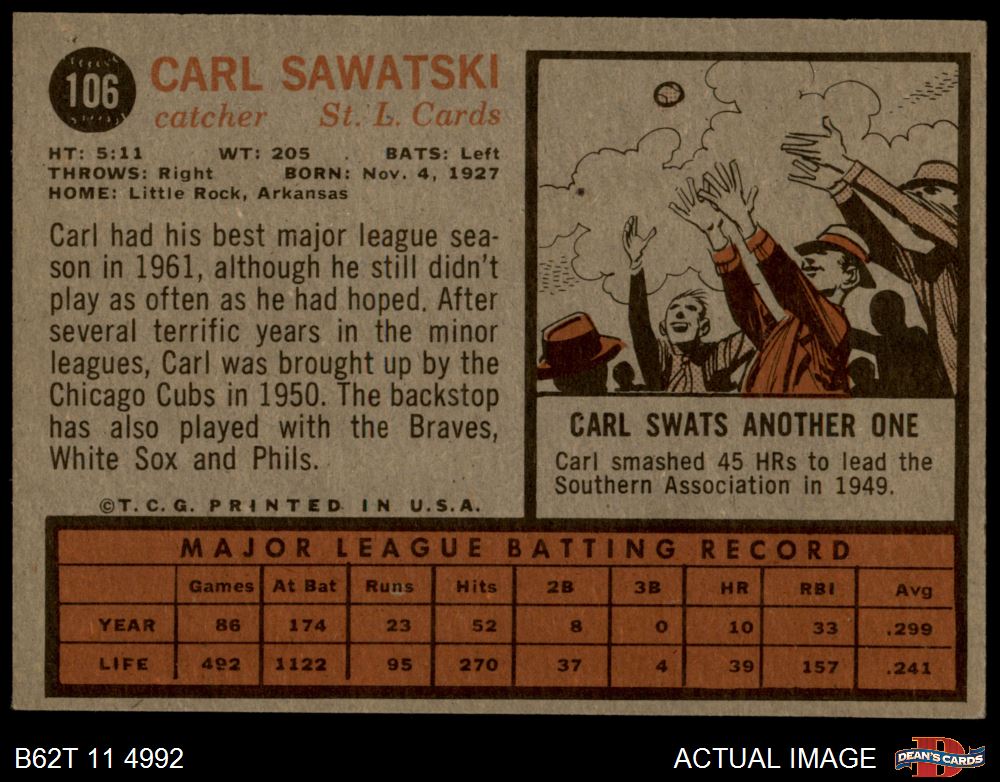 106
CARL SAWATSKI
catcher St. L. Cards
HT: 5:11 WT: 205 BATS: Left
THROWS: Right BORN: Nov. 4, 1927
HOME: Little Rock, Arkansas
Carl had his best major league sea-
son in 1961, although he still didn't
play as often as he had hoped. After
several terrific years in the minor
leagues, Carl was brought up by the
Chicago Cubs in 1950. The backstop
has also played with the Braves,
White Sox and Phils.
©T.C.G. PRINTED IN U.S.A.
CARL SWATS ANOTHER ONE
Carl smashed 45 HRs to lead the
Southern Association in 1949.
MAJOR LEAGUE BATTING RECORD
Games At Bat Runs Hits 2B 3B HR RBI Avg
YEAR 86 174 23 52 8 0 10 33 .299
LIFE 492 1122 95 270 37 4 39 157 .241
B62T 11 4992
ACTUAL IMAGE
D
DEAN'S CARDS